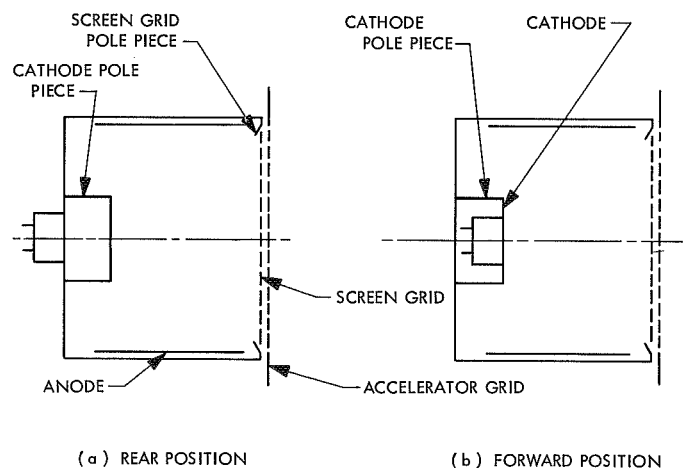 SCREEN GRID
POLE PIECE
CATHODE POLE
PIECE
CATHODE
POLE PIECE
CATHODE
SCREEN GRID
ANODE
ACCELERATOR GRID
(a) REAR POSITION
(b) FORWARD POSITION